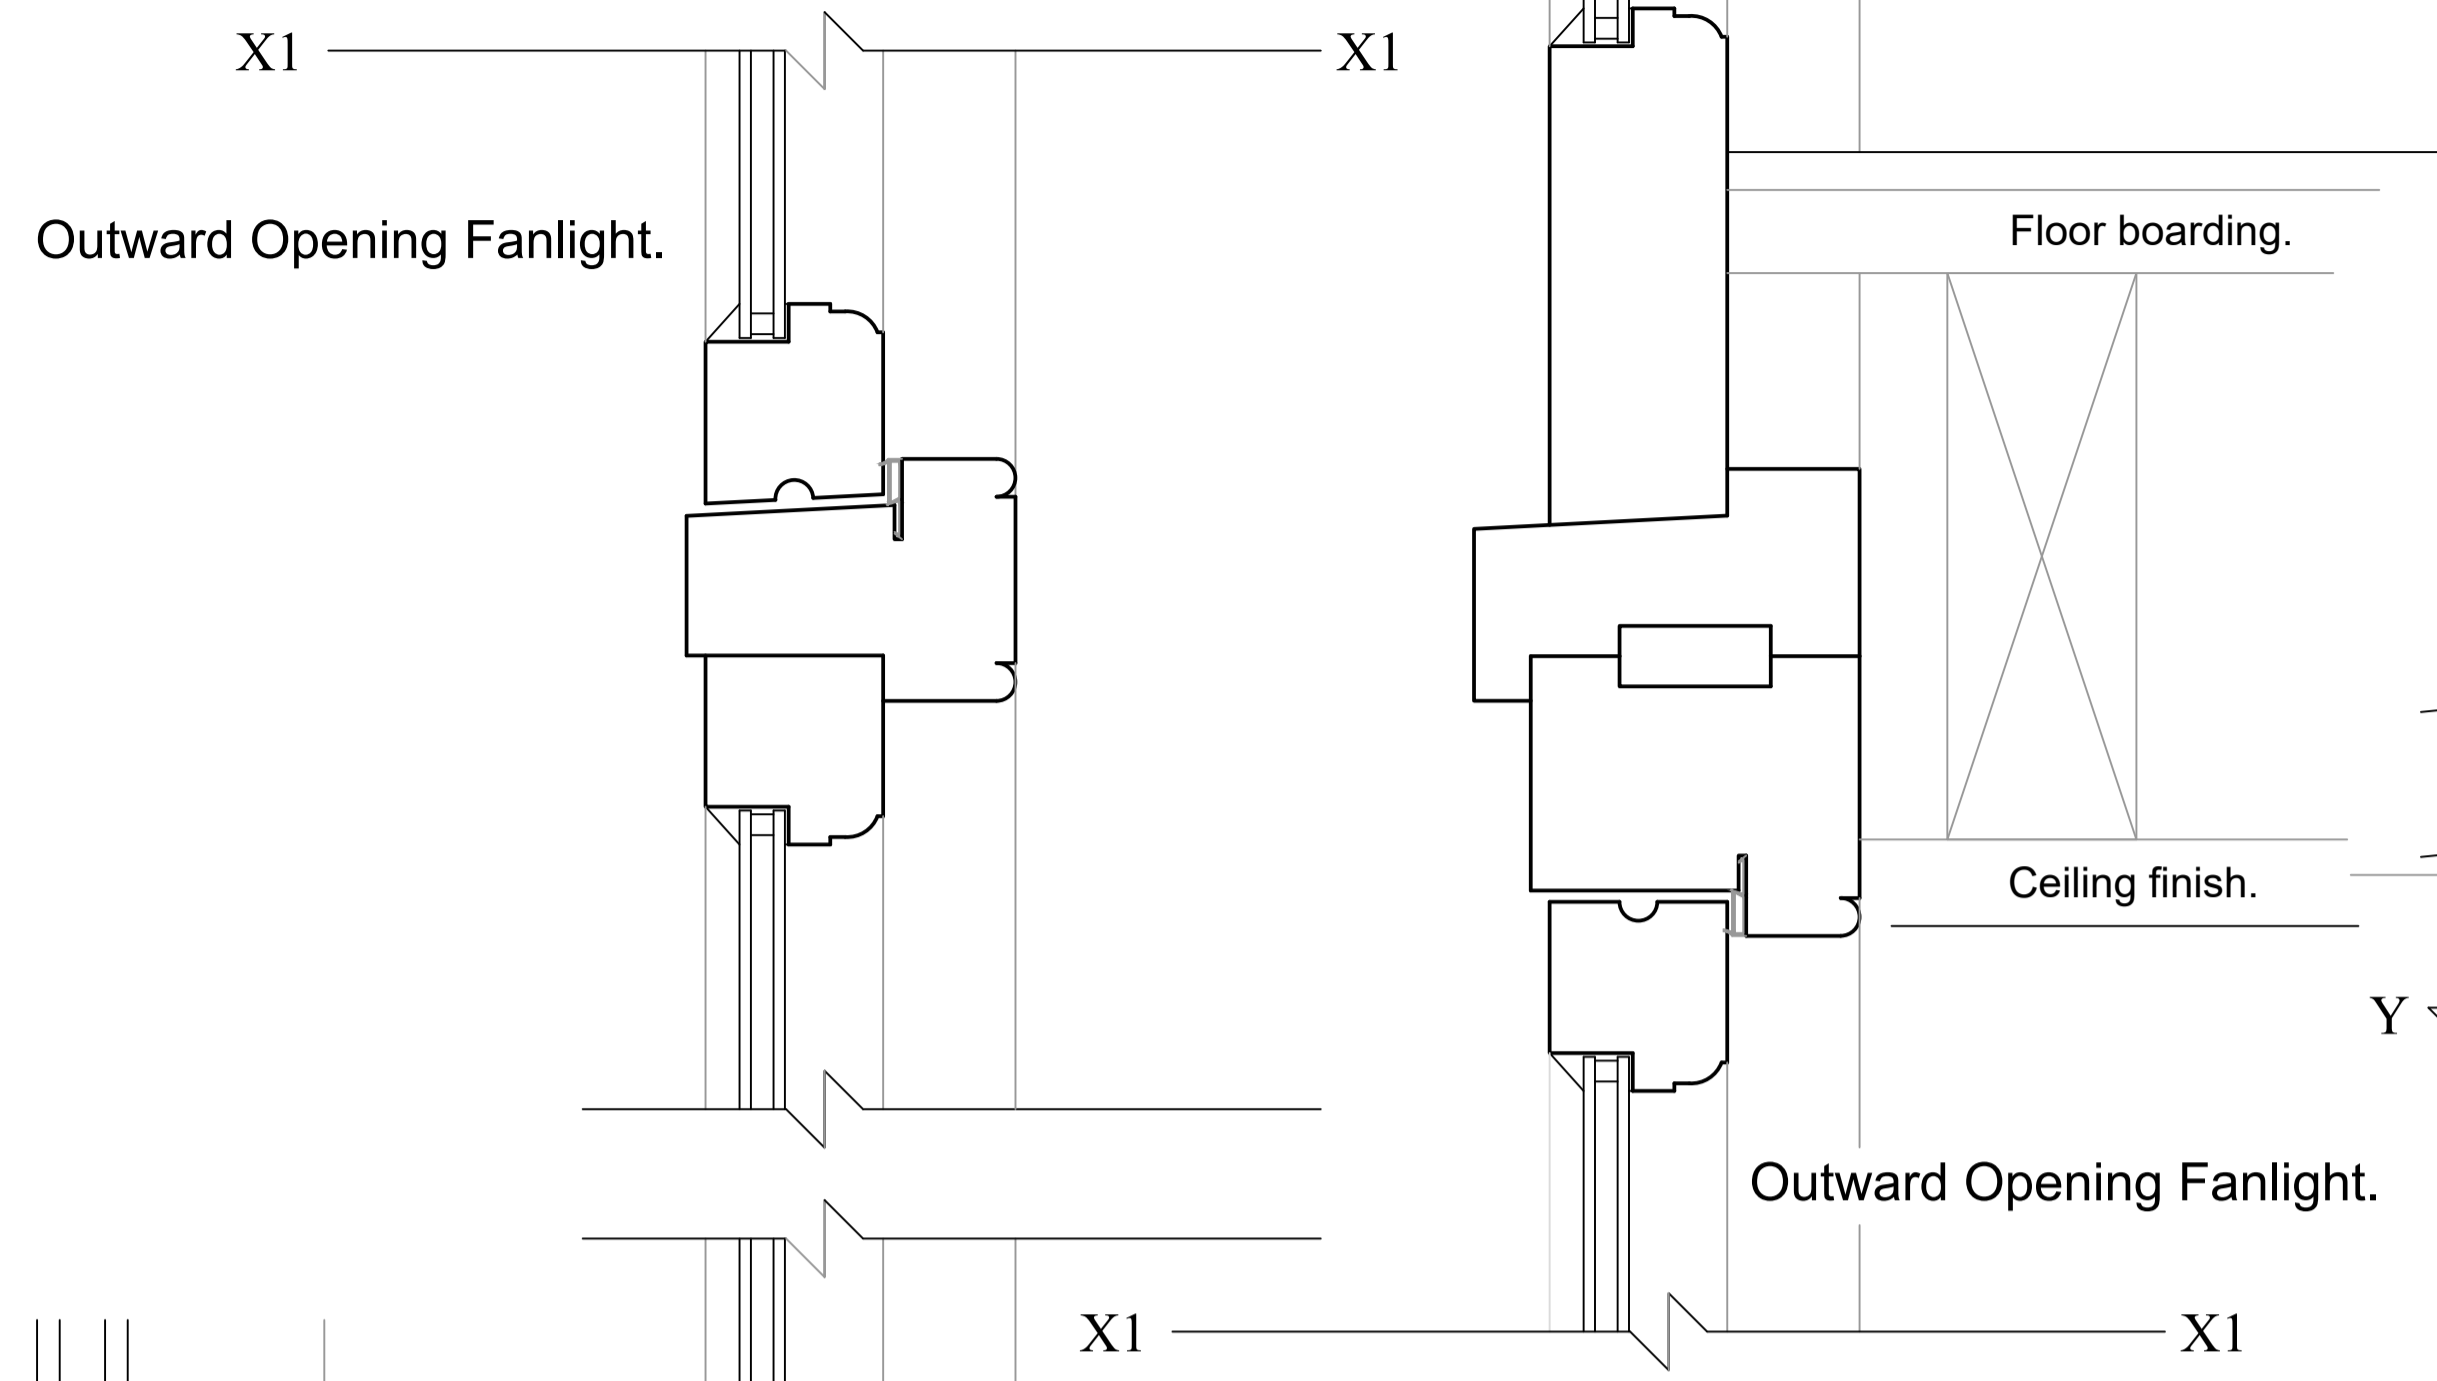 X1
X1
Outward Opening Fanlight.
Floor boarding.
Ceiling finish.
Y
Outward Opening Fanlight.
X1
X1